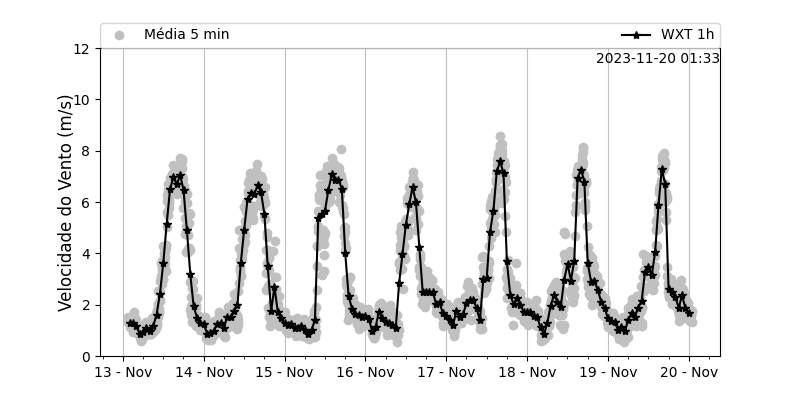 Média 5 min
WXT 1h
2023-11-20 01:33
Velocidade do Vento (m/s)
12
10
8
6
4
2
0
13 - Nov
14 - Nov
15 - Nov
16 - Nov
17 - Nov
18 - Nov
19 - Nov
20 - Nov